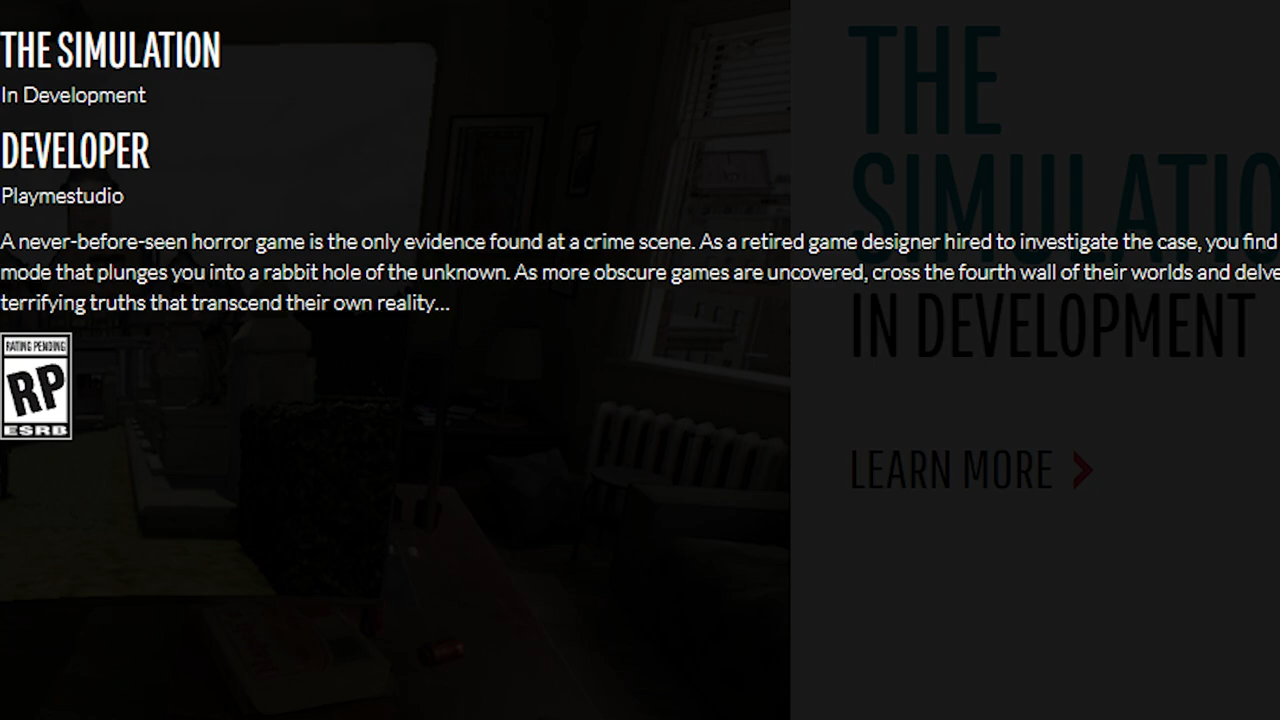 THE SIMULATION
In Development
DEVELOPER
Playmestudio
A never-before-seen horror game is the only evidence found at a crime scene. As a retired game designer hired to investigate the case, you find
mode that plunges you into a rabbit hole of the unknown. As more obscure games are uncovered, cross the fourth wall of their worlds and delve
terrifying truths that transcend their own reality...
RATING PENDING
RP
ESRB
THE
SIMULATIO
IN DEVELOPMENT
LEARN MORE